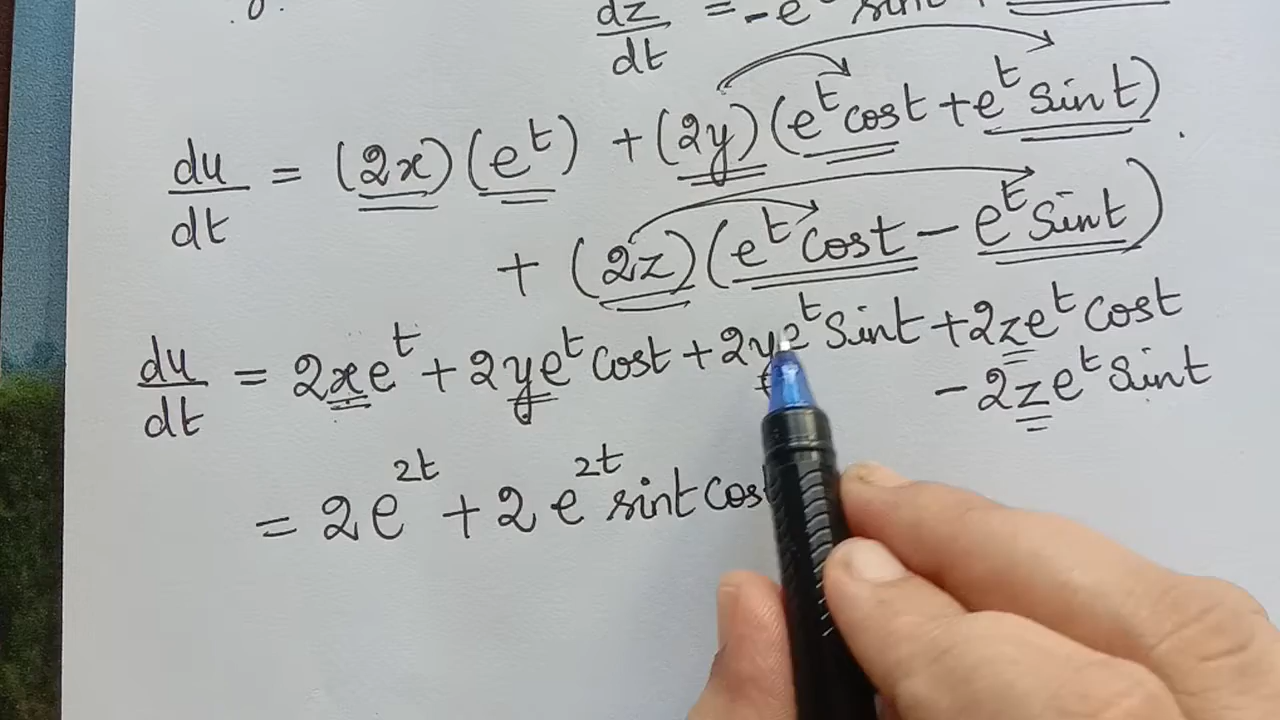 dz/dt = -e sint +
du/dt = (2x)(e^t) + (2y)(e^t cost + e^t sint)
+ (2z)(e^t cost - e^t sint)
du/dt = 2xe^t + 2ye^t cost + 2ye^t sint + 2ze^t cost
- 2ze^t sint
= 2e^2t + 2e^2t sint cos